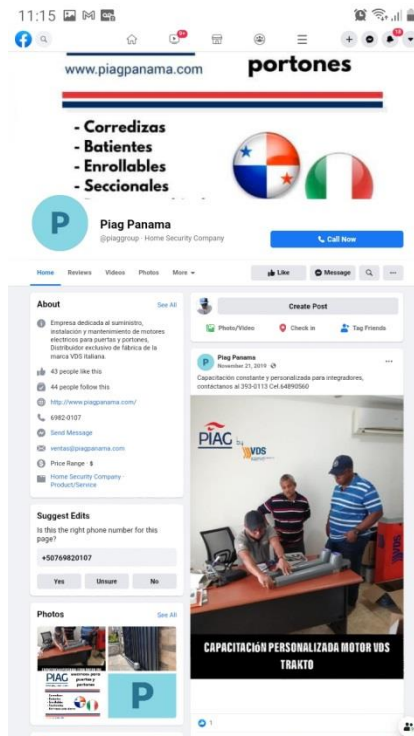 11:15
www.piagpanama.com
portones
- Corredizas
- Batientes
- Enrollables
- Seccionales
P
Piag Panama
@piaggroup · Home Security Company
Call Now
Home
Reviews
Videos
Photos
More
Like
Message
About
See All
Empresa dedicada al suministro,
instalación y mantenimiento de motores
electricos para puertas y portones,
Distribuidor exclusivo de fábrica de la
marca VDS Italiana.
43 people like this
44 people follow this
http://www.piagpanama.com/
6982-0107
Send Message
ventas@piagpanama.com
Price Range · $
Home Security Company ·
Product/Service
Suggest Edits
Is this the right phone number for this
page?
+50769820107
Yes
Unsure
No
Photos
See All
PIAG
puertas y
portones
P
Create Post
Photo/Video
Check in
Tag Friends
P
Piag Panama
November 21, 2019
Capacitación constante y personalizada para integradores,
contáctanos al 393-0113 Cel.64890560
PIAG by
VDS
CAPACITACIóN PERSONALIZADA MOTOR VDS
TRAKTO
1